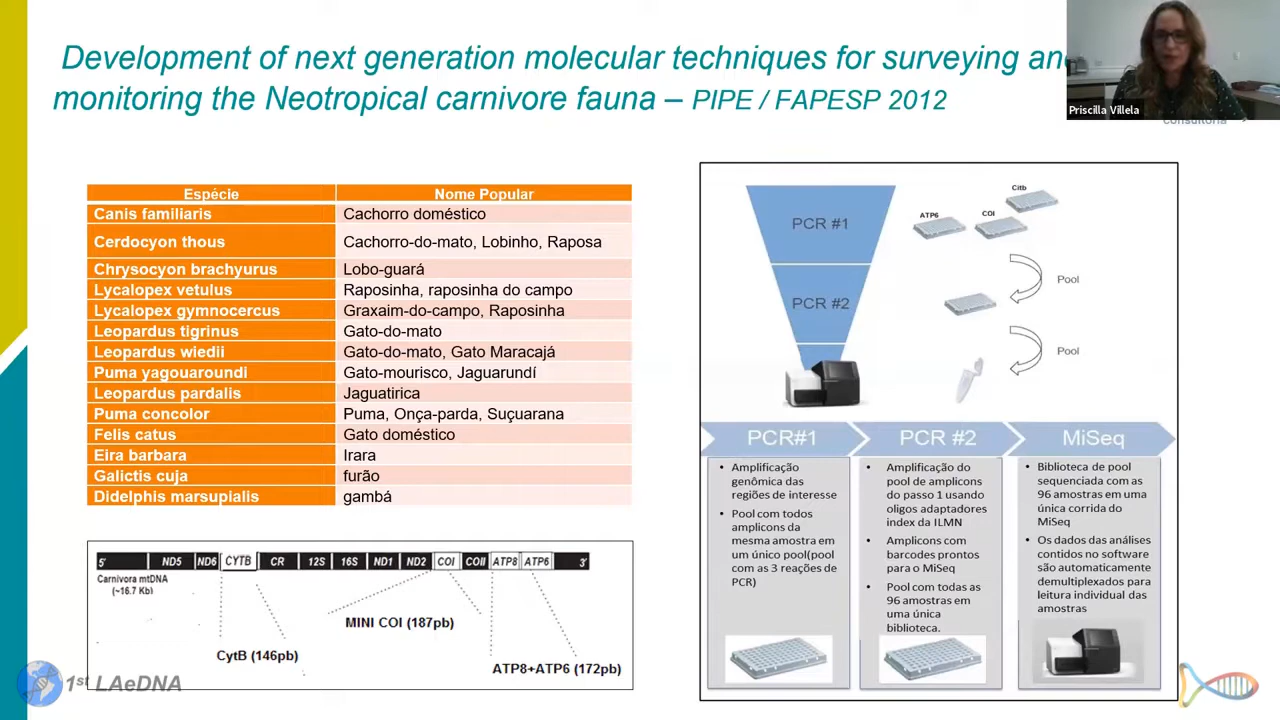 Development of next generation molecular techniques for surveying and
monitoring the Neotropical carnivore fauna – PIPE / FAPESP 2012
Priscilla Villela
consultoria
Espécie Nome Popular
Canis familiaris Cachorro doméstico
Cerdocyon thous Cachorro-do-mato, Lobinho, Raposa
Chrysocyon brachyurus Lobo-guará
Lycalopex vetulus Raposinha, raposinha do campo
Lycalopex gymnocercus Graxaim-do-campo, Raposinha
Leopardus tigrinus Gato-do-mato
Leopardus wiedii Gato-do-mato, Gato Maracajá
Puma yagouaroundi Gato-mourisco, Jaguarundí
Leopardus pardalis Jaguatirica
Puma concolor Puma, Onça-parda, Suçuarana
Felis catus Gato doméstico
Eira barbara Irara
Galictis cuja furão
Didelphis marsupialis gambá
5' ND5 ND6 CYTB CR 12S 16S ND1 ND2 COI COII ATP8 ATP6 3'
Carnivora mtDNA
(~16.7 Kb)
MINI COI (187pb)
CytB (146pb)
ATP8+ATP6 (172pb)
1st LAeDNA
PCR #1
PCR #2
Citb
ATP6
COI
Pool
Pool
PCR#1
PCR #2
MiSeq
• Amplificação
genômica das
regiões de interesse
• Pool com todos
amplicons da
mesma amostra em
um único pool(pool
com as 3 reações de
PCR)
• Amplificação do
pool de amplicons
do passo 1 usando
oligos adaptadores
index da ILMN
• Amplicons com
barcodes prontos
para o MiSeq
• Pool com todas as
96 amostras em
uma única
biblioteca.
• Biblioteca de pool
sequenciada com as
96 amostras em uma
única corrida do
MiSeq
• Os dados das análises
contidos no software
são automaticamente
demultiplexados para
leitura individual das
amostras